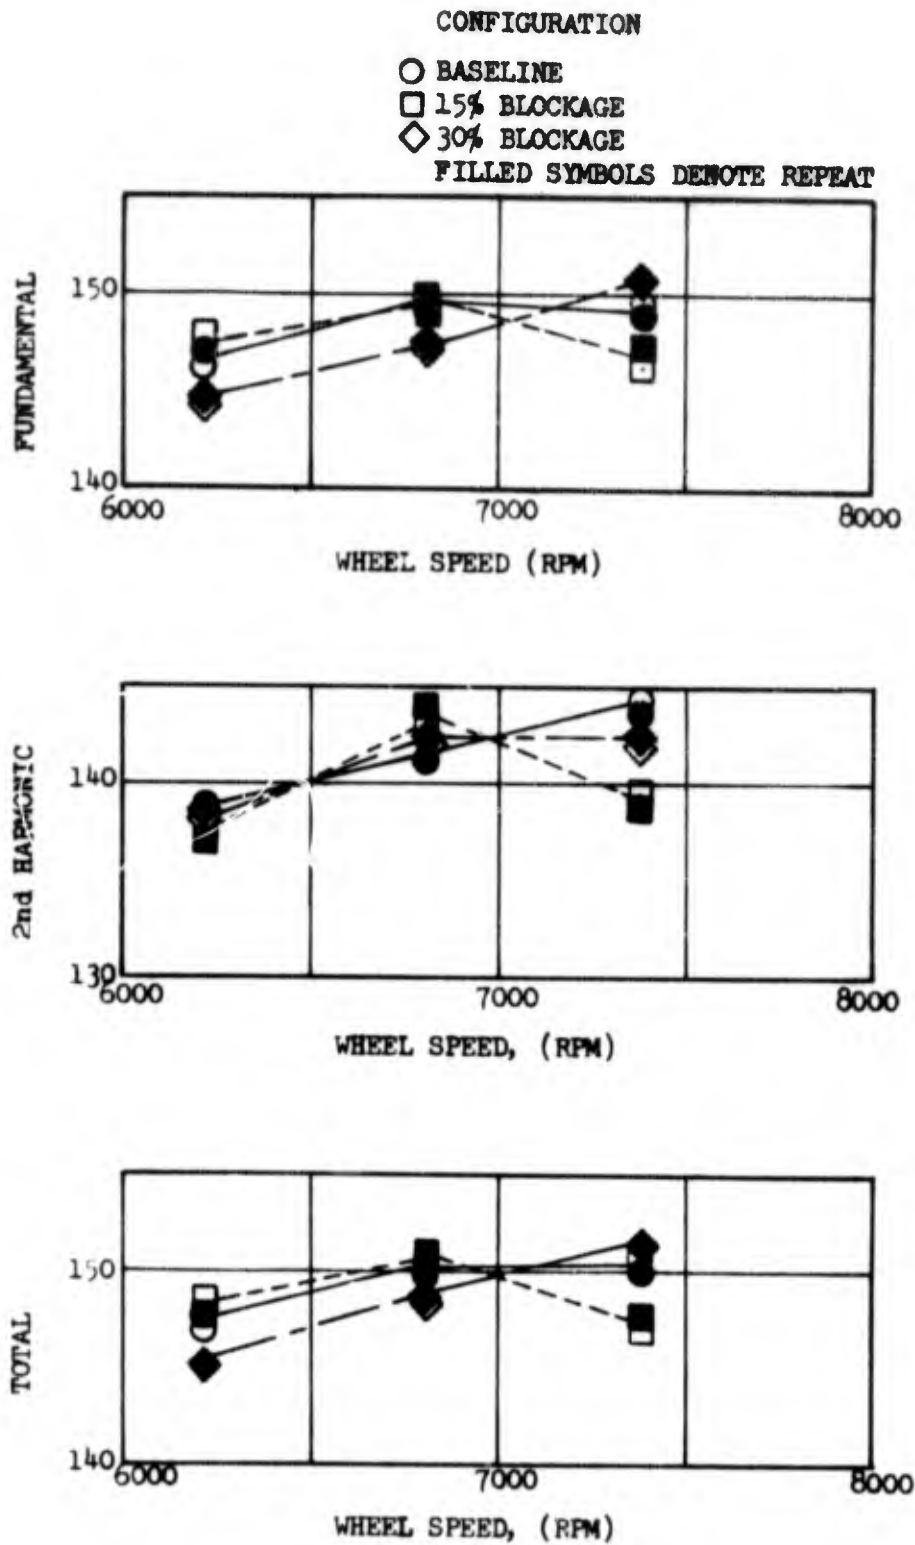 CONFIGURATION
BASELINE
15% BLOCKAGE
30% BLOCKAGE
FILLED SYMBOLS DENOTE REPEAT
FUNDAMENTAL
150
140
6000 7000 8000
WHEEL SPEED (RPM)
2nd HARMONIC
140
130
6000 7000 8000
WHEEL SPEED, (RPM)
TOTAL
150
140
6000 7000 8000
WHEEL SPEED, (RPM)